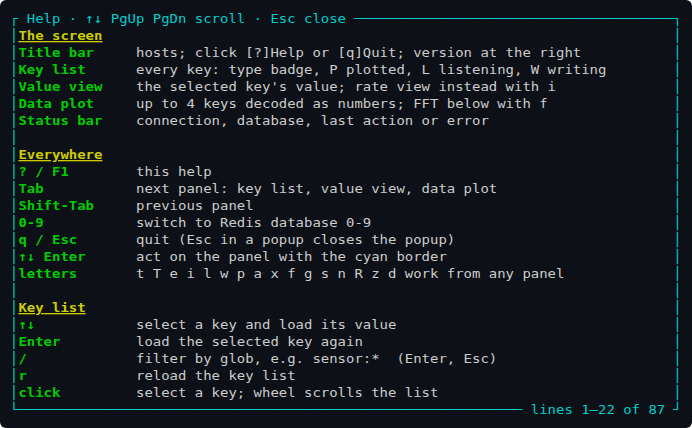 Help · ↑↓ PgUp PgDn scroll · Esc close
The screen
Title bar hosts; click [?]Help or [q]Quit; version at the right
Key list every key: type badge, P plotted, L listening, W writing
Value view the selected key's value; rate view instead with i
Data plot up to 4 keys decoded as numbers; FFT below with f
Status bar connection, database, last action or error
Everywhere
? / F1 this help
Tab next panel: key list, value view, data plot
Shift-Tab previous panel
0-9 switch to Redis database 0-9
q / Esc quit (Esc in a popup closes the popup)
↑↓ Enter act on the panel with the cyan border
letters t T e i l w p a x f g s n R z d work from any panel
Key list
↑↓ select a key and load its value
Enter load the selected key again
/ filter by glob, e.g. sensor:* (Enter, Esc)
r reload the key list
click select a key; wheel scrolls the list
lines 1–22 of 87